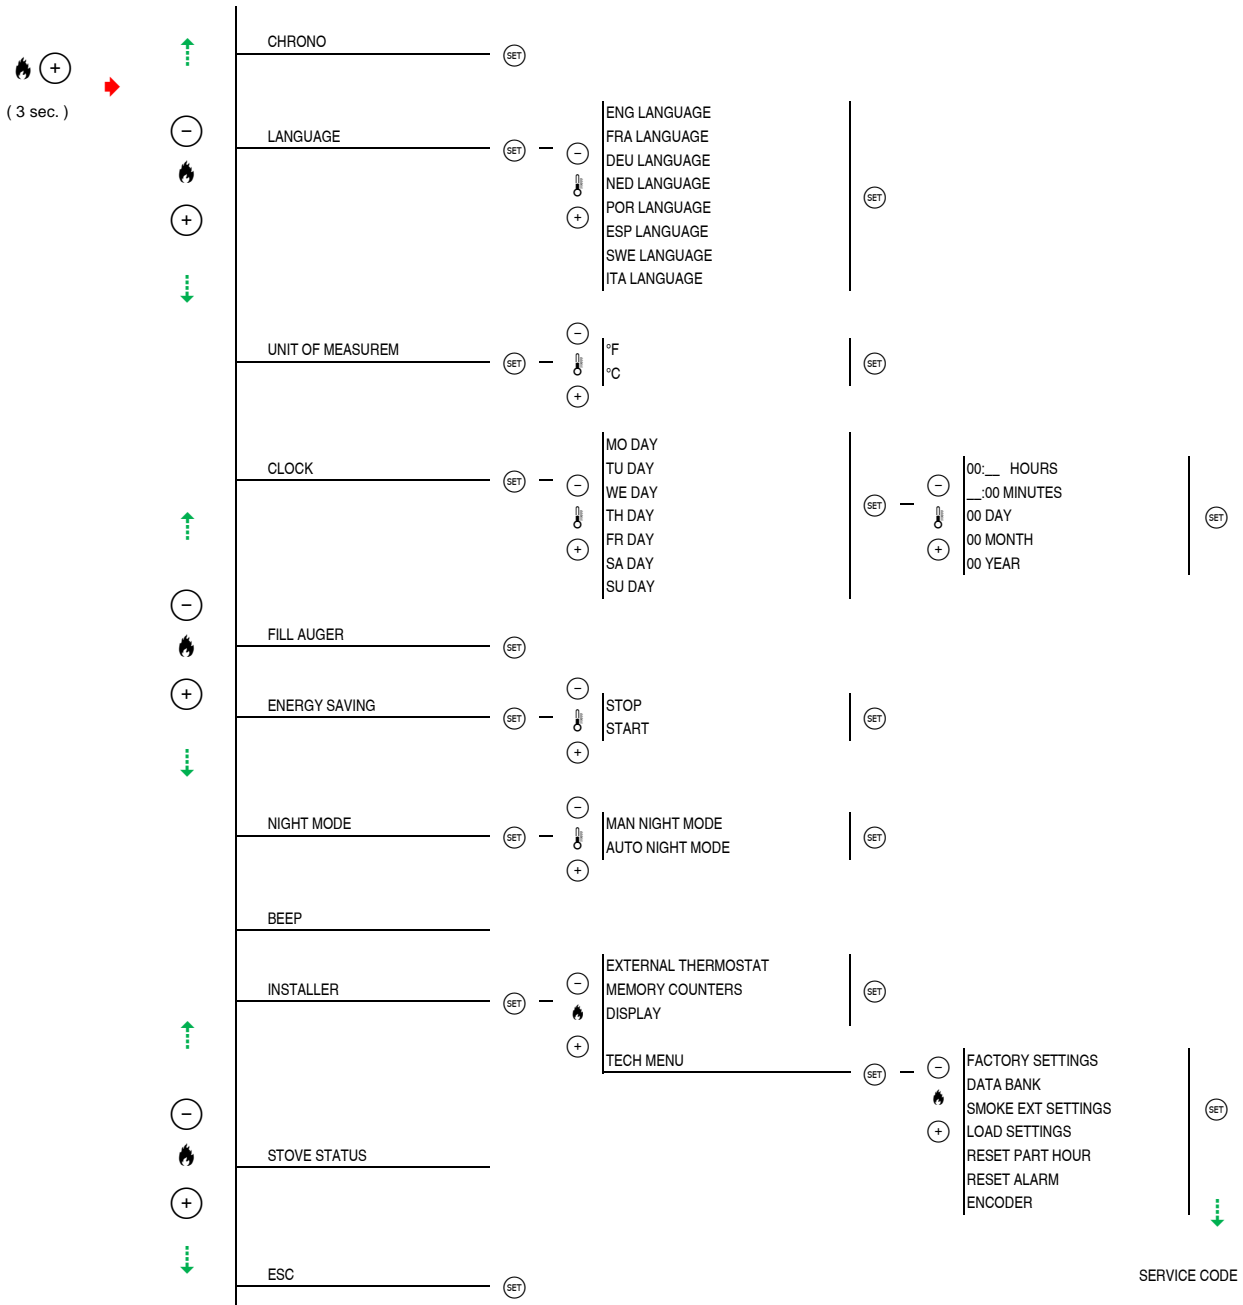 CHRONO
SET
+
( 3 sec. )
ENG LANGUAGE
−
LANGUAGE
SET
−
FRA LANGUAGE
DEU LANGUAGE
NED LANGUAGE
SET
POR LANGUAGE
+
+
ESP LANGUAGE
SWE LANGUAGE
ITA LANGUAGE
−
UNIT OF MEASUREM
SET
°F
SET
°C
+
MO DAY
CLOCK
TU DAY
00:__ HOURS
SET
−
WE DAY
SET
−
__:00 MINUTES
TH DAY
00 DAY
SET
+
FR DAY
+
00 MONTH
SA DAY
00 YEAR
SU DAY
−
FILL AUGER
SET
+
−
ENERGY SAVING
SET
STOP
SET
START
+
−
NIGHT MODE
SET
MAN NIGHT MODE
SET
AUTO NIGHT MODE
+
BEEP
EXTERNAL THERMOSTAT
INSTALLER
SET
−
MEMORY COUNTERS
SET
DISPLAY
+
TECH MENU
SET
−
FACTORY SETTINGS
DATA BANK
−
SMOKE EXT SETTINGS
SET
+
LOAD SETTINGS
STOVE STATUS
RESET PART HOUR
RESET ALARM
+
ENCODER
ESC
SET
SERVICE CODE